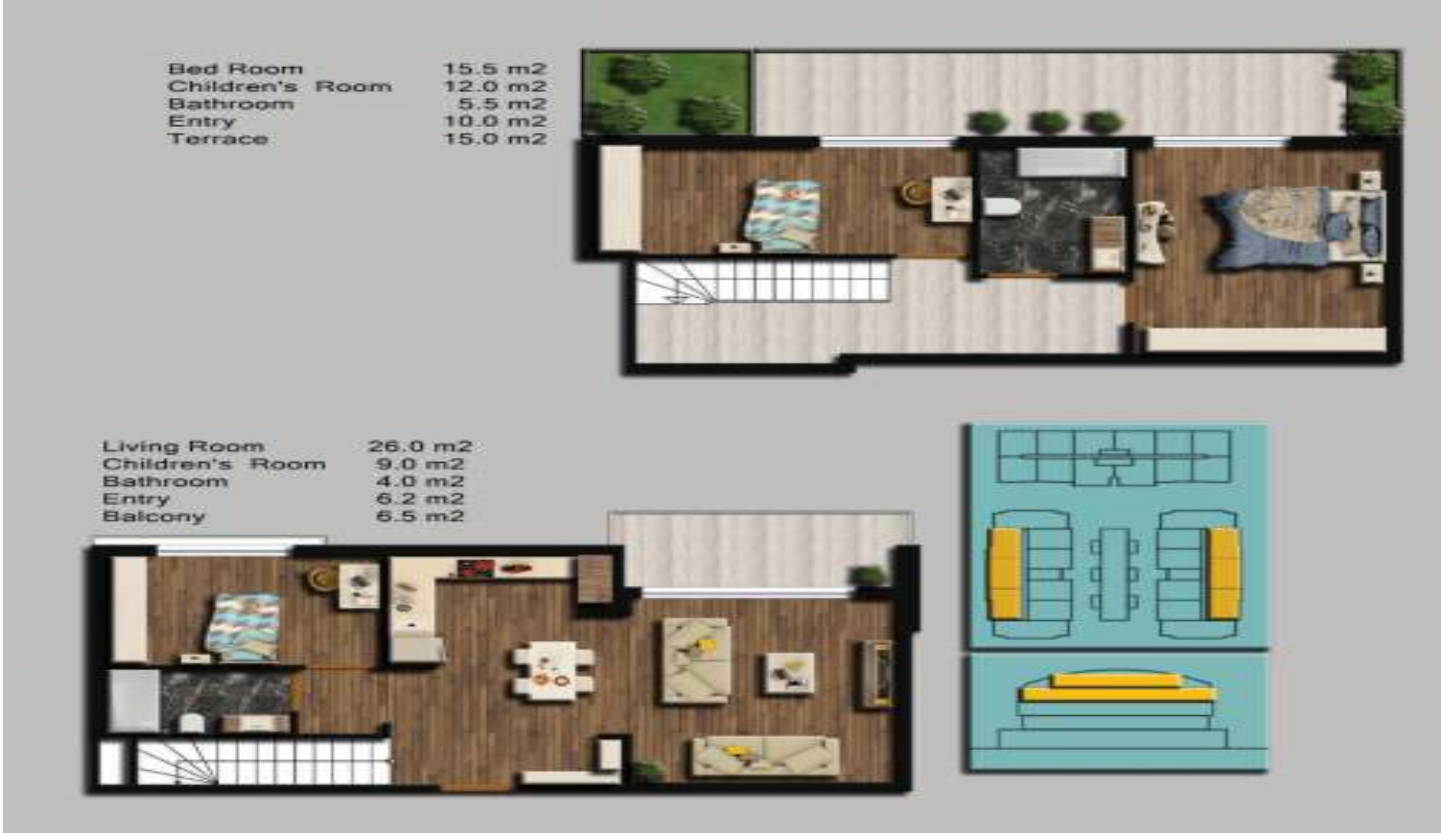 Bed Room 15.5 m2
Children's Room 12.0 m2
Bathroom 5.5 m2
Entry 10.0 m2
Terrace 15.0 m2
Living Room 26.0 m2
Children's Room 9.0 m2
Bathroom 4.0 m2
Entry 6.2 m2
Balcony 6.5 m2